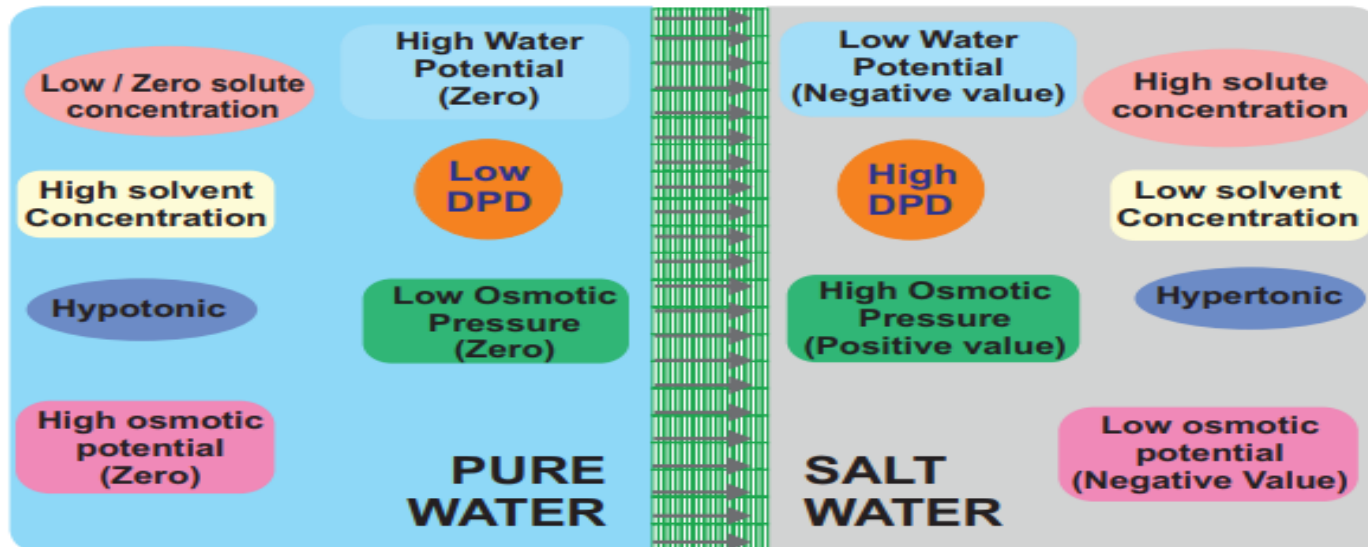 Low / Zero solute
concentration
High Water
Potential
(Zero)
High solvent
Concentration
Low
DPD
Hypotonic
Low Osmotic
Pressure
(Zero)
High osmotic
potential
(Zero)
PURE
WATER
Low Water
Potential
(Negative value)
High solute
concentration
High
DPD
Low solvent
Concentration
High Osmotic
Pressure
(Positive value)
Hypertonic
Low osmotic
potential
(Negative Value)
SALT
WATER